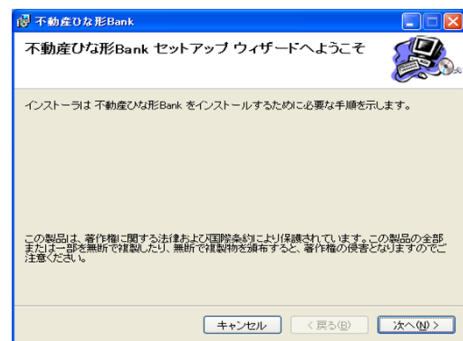 不動産ひな形Bank
不動産ひな形Bank セットアップ ウィザードへようこそ
インストーラは 不動産ひな形Bank をインストールするために必要な手順を示します。
この製品は、著作権に関する法律および国際条約により保護されています。この製品の全部
または一部を無断で複製したり、無断で複製物を頒布すると、著作権の侵害となりますのでご
注意ください。
キャンセル
< 戻る(B)
次へ(N) >